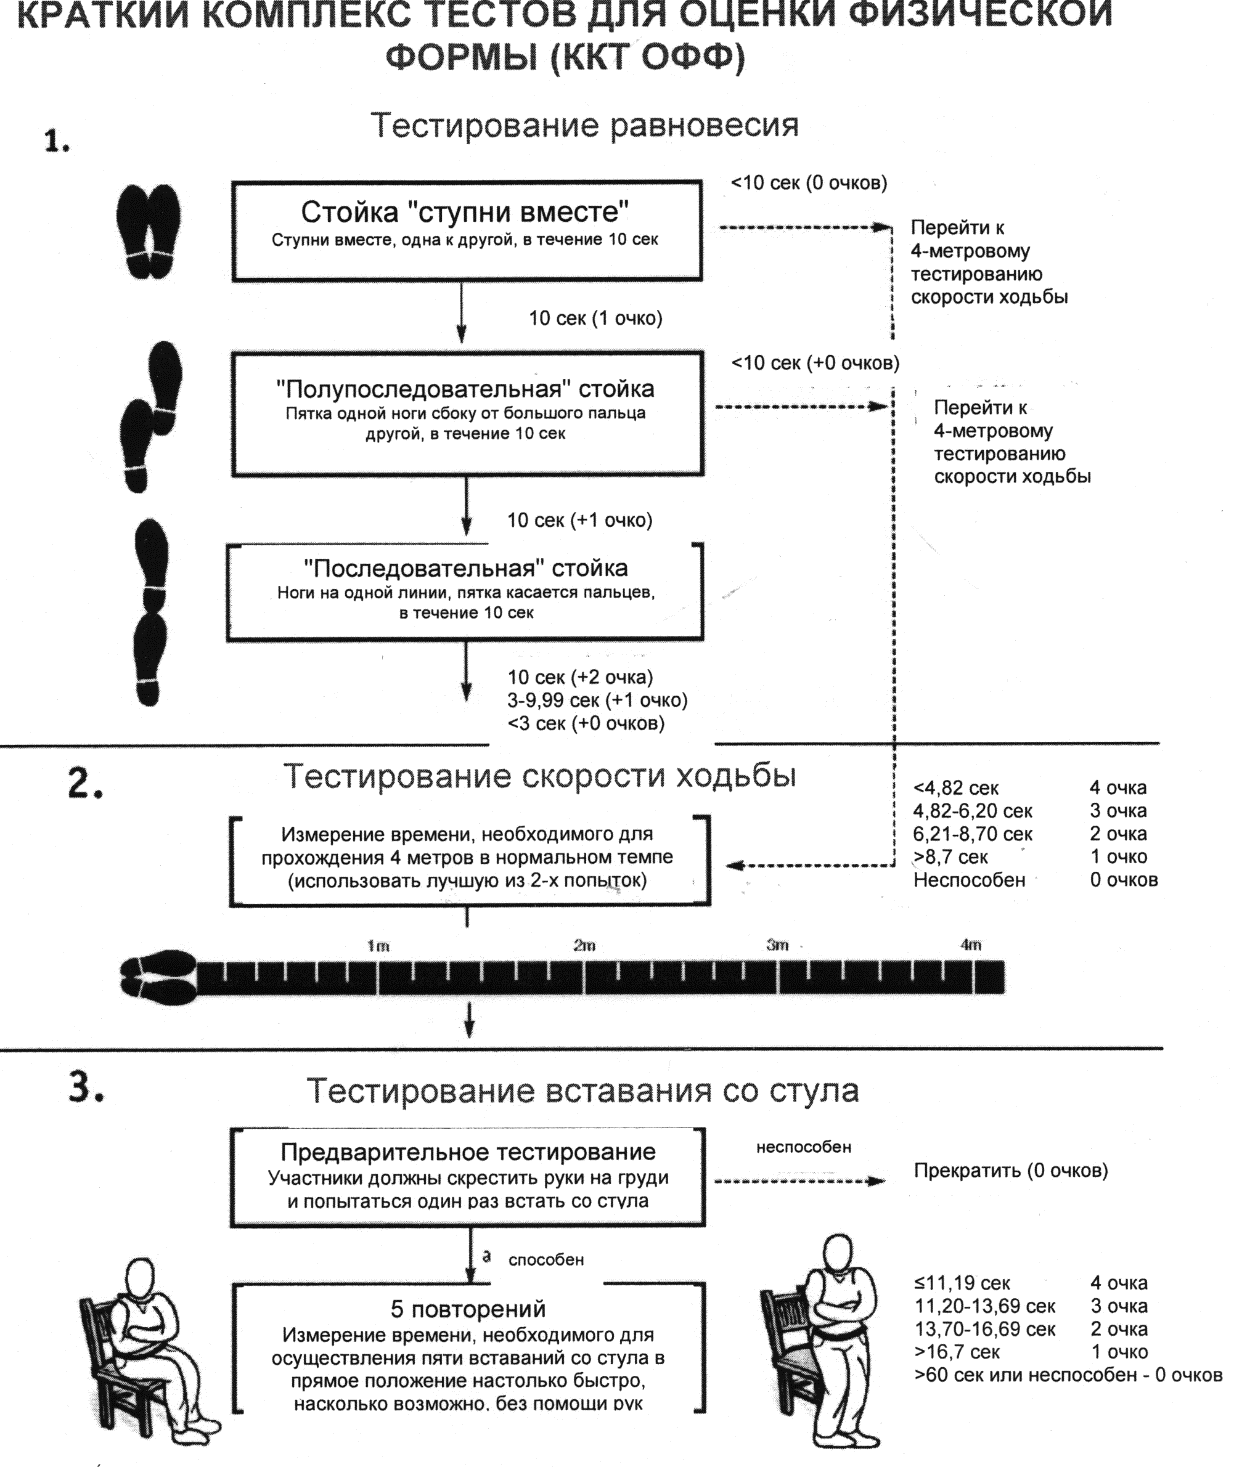 КРАТКИЙ КОМПЛЕКС ТЕСТОВ ДЛЯ ОЦЕНКИ ФИЗИЧЕСКОЙ
ФОРМЫ (ККТ ОФФ)
1.
Тестирование равновесия
Стойка "ступни вместе"
Ступни вместе, одна к другой, в течение 10 сек
<10 сек (0 очков)
Перейти к
4-метровому
тестированию
скорости ходьбы
10 сек (1 очко)
"Полупоследовательная" стойка
Пятка одной ноги сбоку от большого пальца
другой, в течение 10 сек
<10 сек (+0 очков)
Перейти к
4-метровому
тестированию
скорости ходьбы
10 сек (+1 очко)
"Последовательная" стойка
Ноги на одной линии, пятка касается пальцев,
в течение 10 сек
10 сек (+2 очка)
3-9,99 сек (+1 очко)
<3 сек (+0 очков)
2.
Тестирование скорости ходьбы
Измерение времени, необходимого для
прохождения 4 метров в нормальном темпе
(использовать лучшую из 2-х попыток)
<4,82 сек 4 очка
4,82-6,20 сек 3 очка
6,21-8,70 сек 2 очка
>8,7 сек 1 очко
Неспособен 0 очков
1m 2m 3m 4m
3.
Тестирование вставания со стула
Предварительное тестирование
Участники должны скрестить руки на груди
и попытаться один раз встать со стула
неспособен
Прекратить (0 очков)
a способен
5 повторений
Измерение времени, необходимого для
осуществления пяти вставаний со стула в
прямое положение настолько быстро,
насколько возможно, без помощи рук
≤11,19 сек 4 очка
11,20-13,69 сек 3 очка
13,70-16,69 сек 2 очка
>16,7 сек 1 очко
>60 сек или неспособен - 0 очков